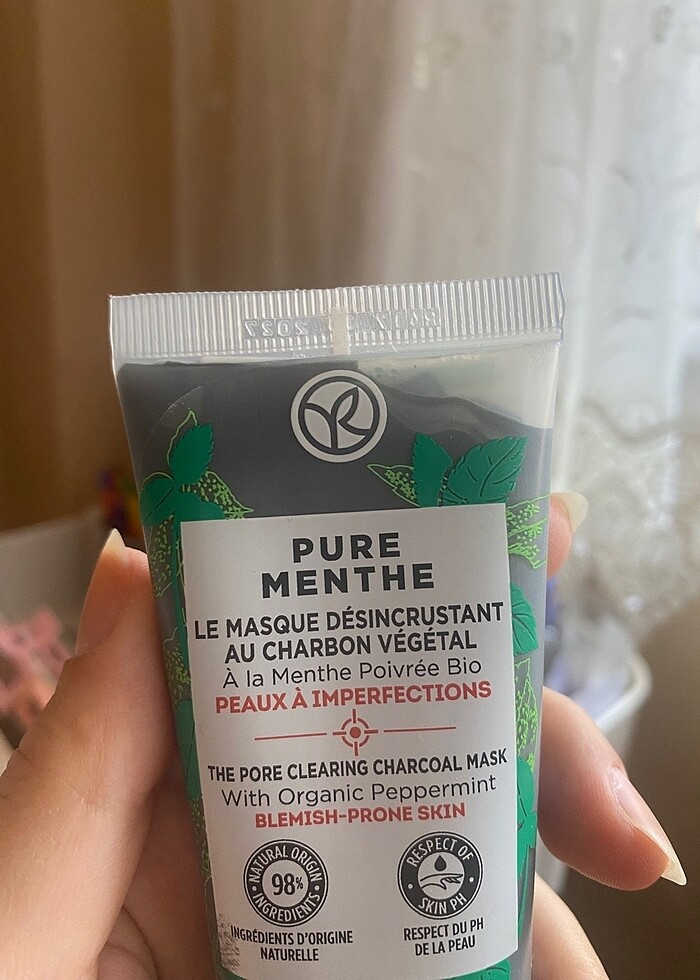 PURE
MENTHE
LE MASQUE DÉSINCRUSTANT
AU CHARBON VÉGÉTAL
À la Menthe Poivrée Bio
PEAUX À IMPERFECTIONS
THE PORE CLEARING CHARCOAL MASK
With Organic Peppermint
BLEMISH-PRONE SKIN
NATURAL ORIGIN
98%
INGREDIENTS
INGRÉDIENTS D'ORIGINE
NATURELLE
RESPECT OF
SKIN PH
RESPECT DU PH
DE LA PEAU